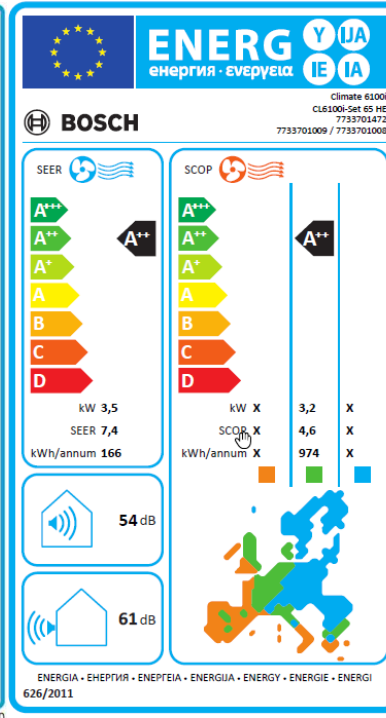 ENERG Y IJA
енергия · ενεργεια IE IA
Climate 6100i
CL6100i-Set 65 HE
7733701472
7733701009 / 7733701008
BOSCH
SEER
A+++
A++
A+
A
B
C
D
A++
kW 3,5
SEER 7,4
kWh/annum 166
SCOP
A+++
A++
A+
A
B
C
D
A++
kW X 3,2 X
SCOP X 4,6 X
kWh/annum X 974 X
54 dB
61 dB
ENERGIA • ЕНЕРГИЯ • ΕΝΕΡΓΕΙΑ • ENERGIJA • ENERGY • ENERGIE • ENERGI
626/2011